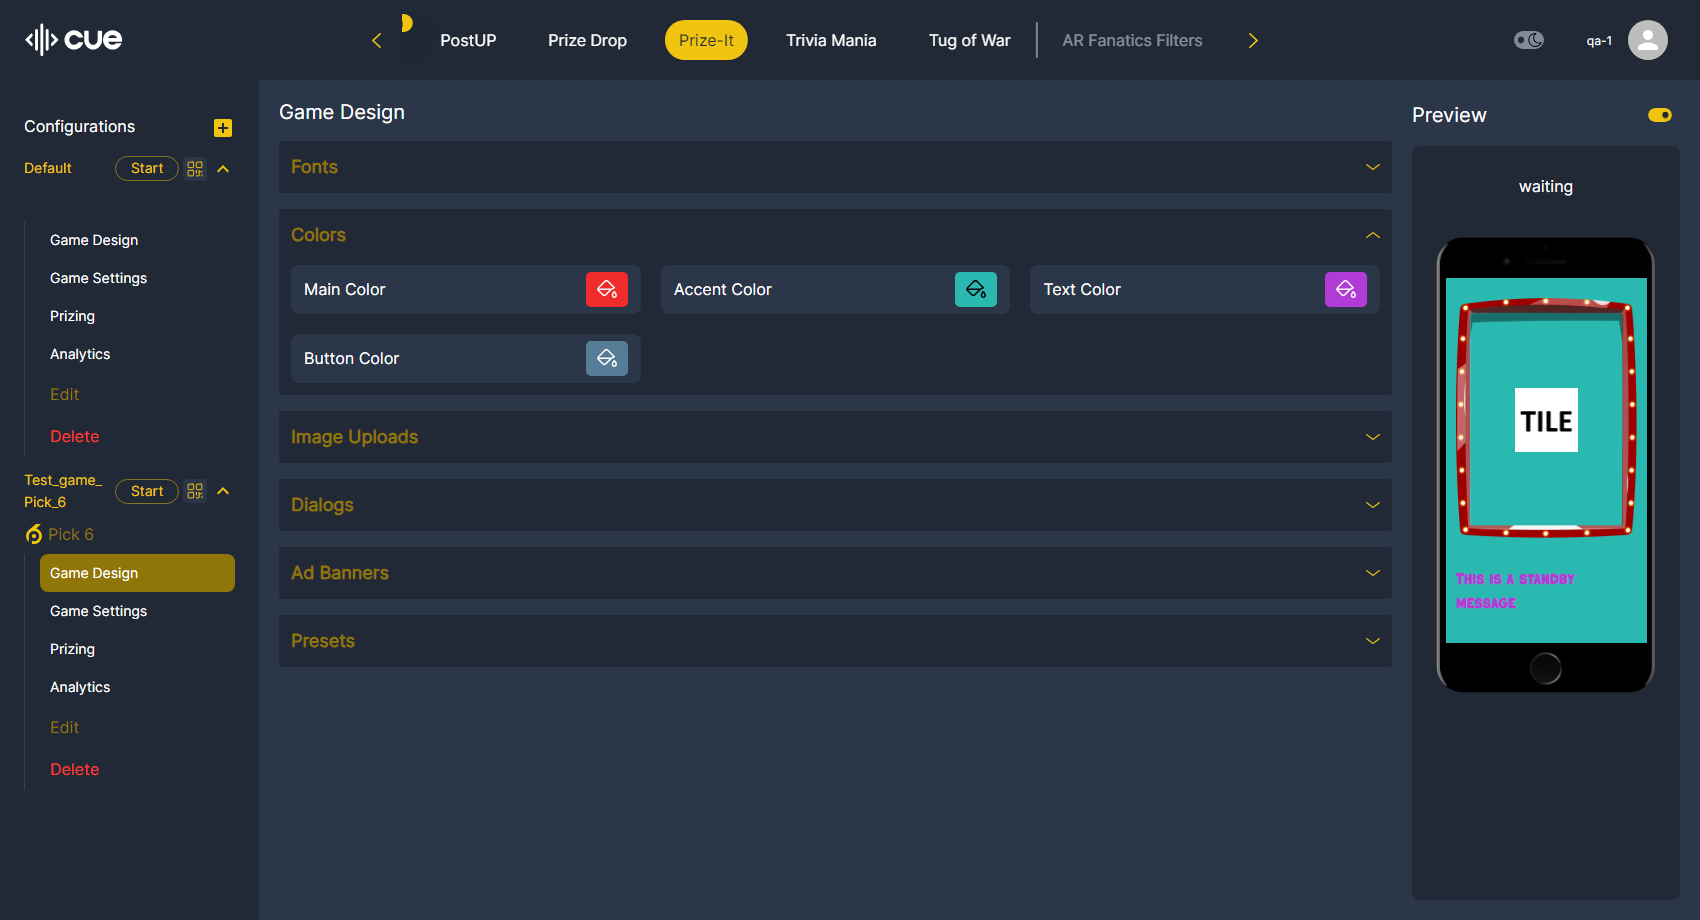 cue
PostUP
Prize Drop
Prize-It
Trivia Mania
Tug of War
AR Fanatics Filters
qa-1
Configurations
Default
Start
Game Design
Game Settings
Prizing
Analytics
Edit
Delete
Test_game_
Pick_6
Start
Pick 6
Game Design
Game Settings
Prizing
Analytics
Edit
Delete
Game Design
Fonts
Colors
Main Color
Accent Color
Text Color
Button Color
Image Uploads
Dialogs
Ad Banners
Presets
Preview
waiting
TILE
This is a standby
message